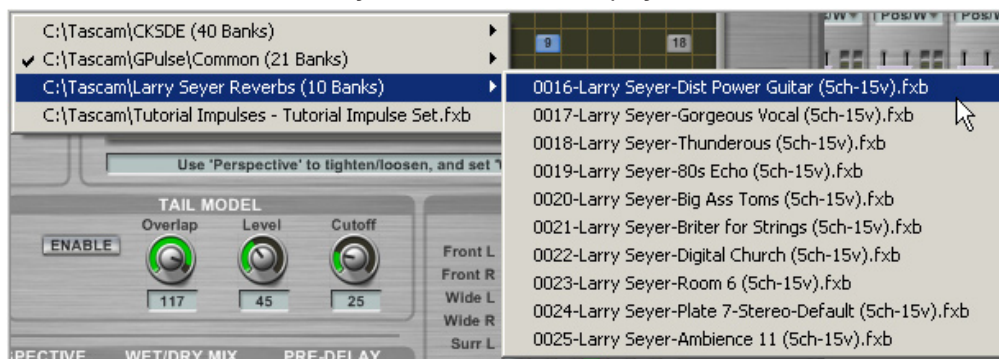 C:\Tascam\CKSDE (40 Banks)
C:\Tascam\GPulse\Common (21 Banks)
C:\Tascam\Larry Seyer Reverbs (10 Banks)
C:\Tascam\Tutorial Impulses - Tutorial Impulse Set.fxb
9
18
Pos/W
0016-Larry Seyer-Dist Power Guitar (5ch-15v).fxb
0017-Larry Seyer-Gorgeous Vocal (5ch-15v).fxb
0018-Larry Seyer-Thunderous (5ch-15v).fxb
0019-Larry Seyer-80s Echo (5ch-15v).fxb
0020-Larry Seyer-Big Ass Toms (5ch-15v).fxb
0021-Larry Seyer-Briter for Strings (5ch-15v).fxb
0022-Larry Seyer-Digital Church (5ch-15v).fxb
0023-Larry Seyer-Room 6 (5ch-15v).fxb
0024-Larry Seyer-Plate 7-Stereo-Default (5ch-15v).fxb
0025-Larry Seyer-Ambience 11 (5ch-15v).fxb
Use 'Perspective' to tighten/loosen, and set
TAIL MODEL
Overlap Level Cutoff
ENABLE
117 45 25
Front L
Front R
Wide L
Wide R
Surr L
WET/DRY MIX PRE-DELAY